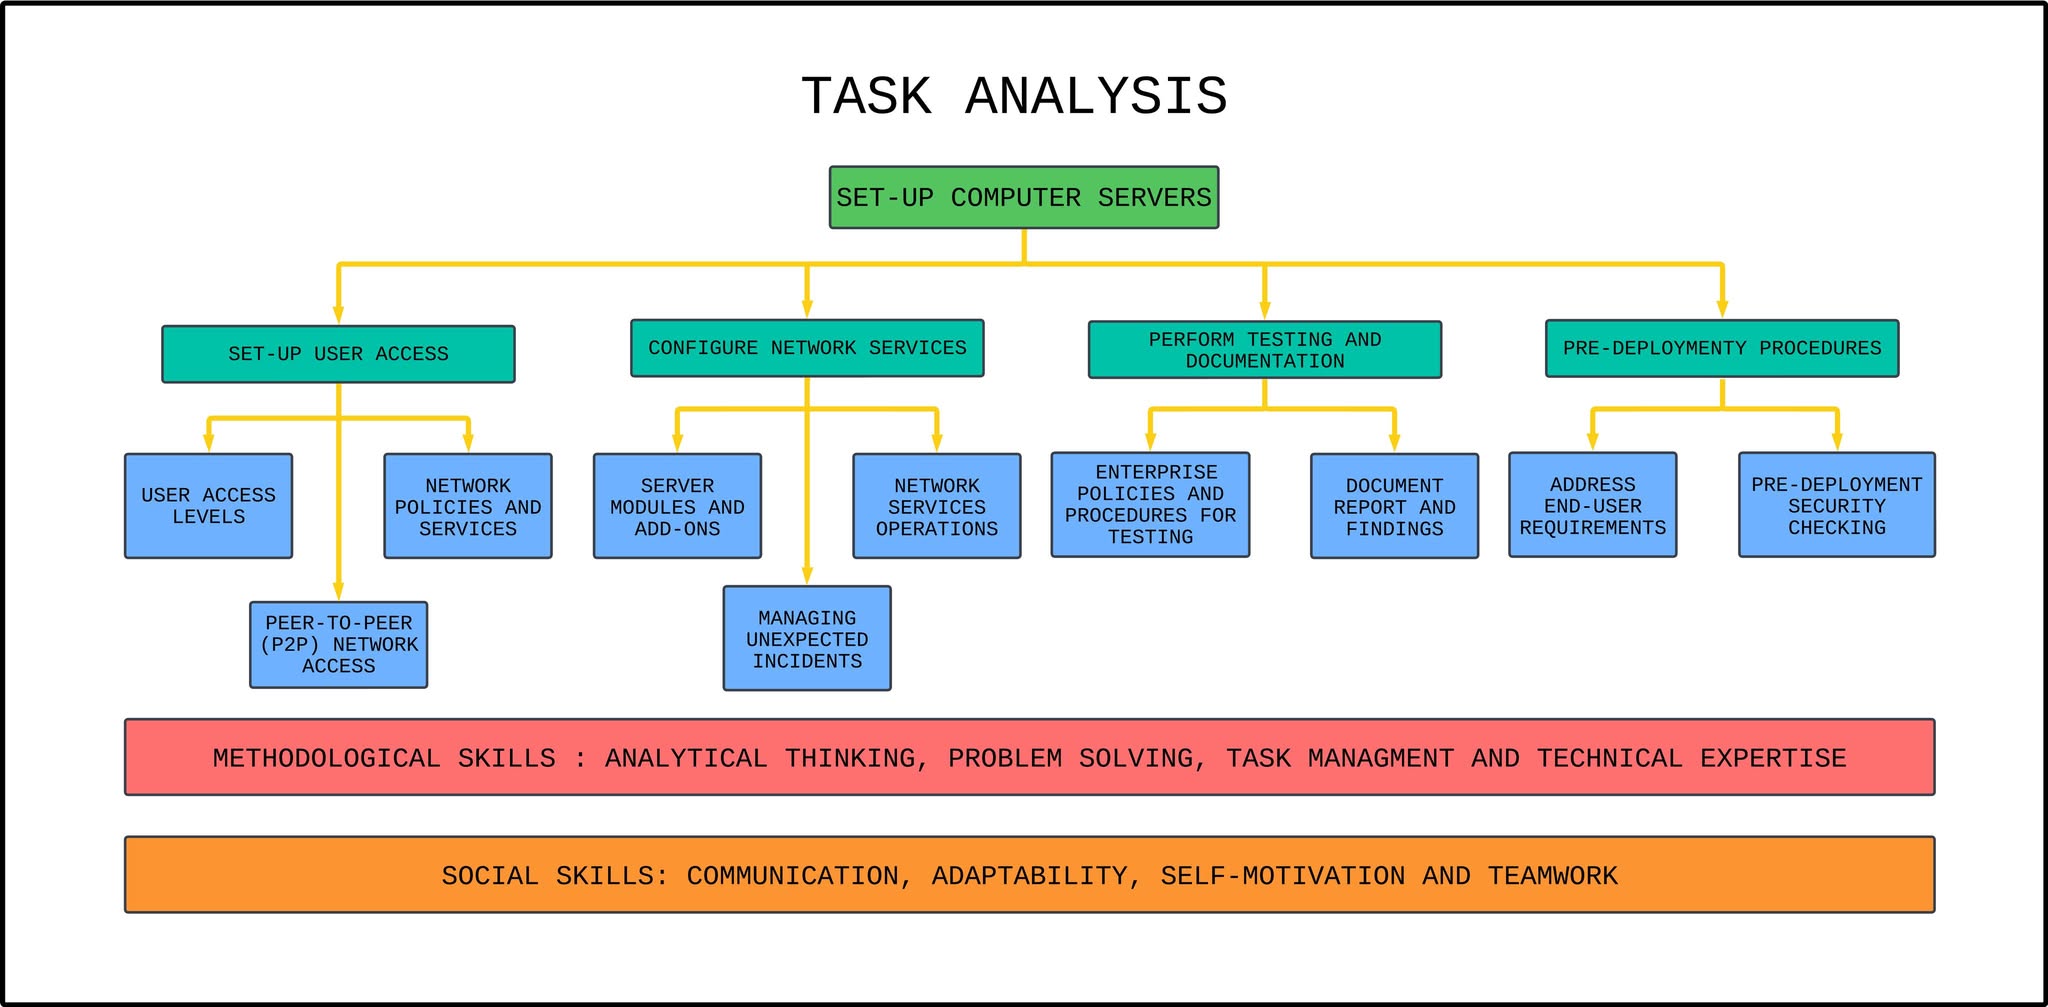 TASK ANALYSIS
SET-UP COMPUTER SERVERS
SET-UP USER ACCESS
CONFIGURE NETWORK SERVICES
PERFORM TESTING AND
DOCUMENTATION
PRE-DEPLOYMENTY PROCEDURES
USER ACCESS
LEVELS
NETWORK
POLICIES AND
SERVICES
SERVER
MODULES AND
ADD-ONS
NETWORK
SERVICES
OPERATIONS
ENTERPRISE
POLICIES AND
PROCEDURES FOR
TESTING
DOCUMENT
REPORT AND
FINDINGS
ADDRESS
END-USER
REQUIREMENTS
PRE-DEPLOYMENT
SECURITY
CHECKING
PEER-TO-PEER
(P2P) NETWORK
ACCESS
MANAGING
UNEXPECTED
INCIDENTS
METHODOLOGICAL SKILLS : ANALYTICAL THINKING, PROBLEM SOLVING, TASK MANAGMENT AND TECHNICAL EXPERTISE
SOCIAL SKILLS: COMMUNICATION, ADAPTABILITY, SELF-MOTIVATION AND TEAMWORK